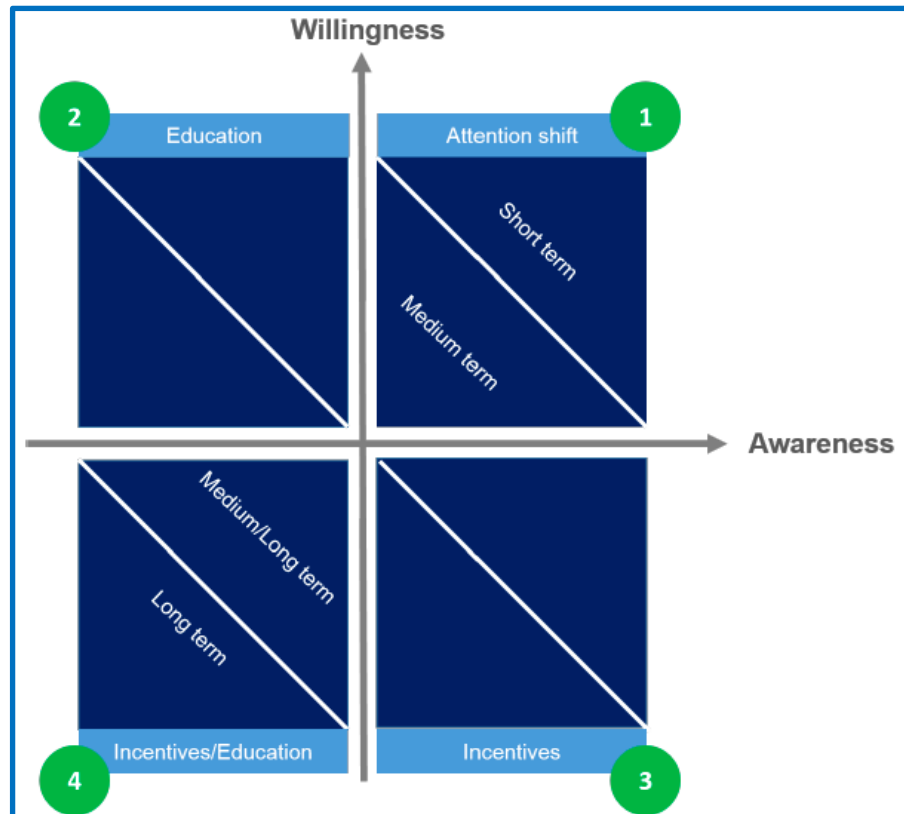 Willingness
2
Education
Attention shift
1
Short term
Medium term
Awareness
Medium/Long term
Long term
Incentives/Education
4
Incentives
3